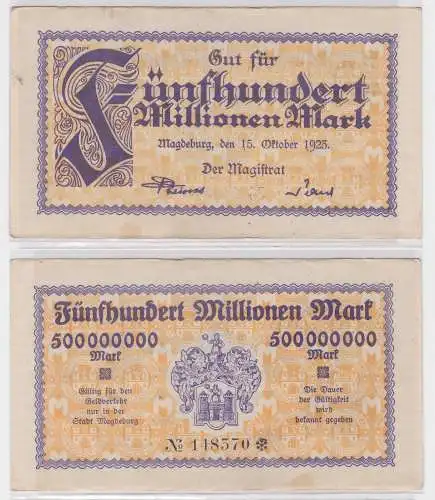 Gut für
Fünfhundert
Millionen Mark
Magdeburg, den 15. Oktober 1923.
Der Magistrat
Fünfhundert Millionen Mark
500000000 500000000
Mark Mark
Gültig für den
Geldverkehr
nur in der
Stadt Magdeburg
Die Dauer
der Gültigkeit
wird
bekannt gegeben
№ 148570 ✻